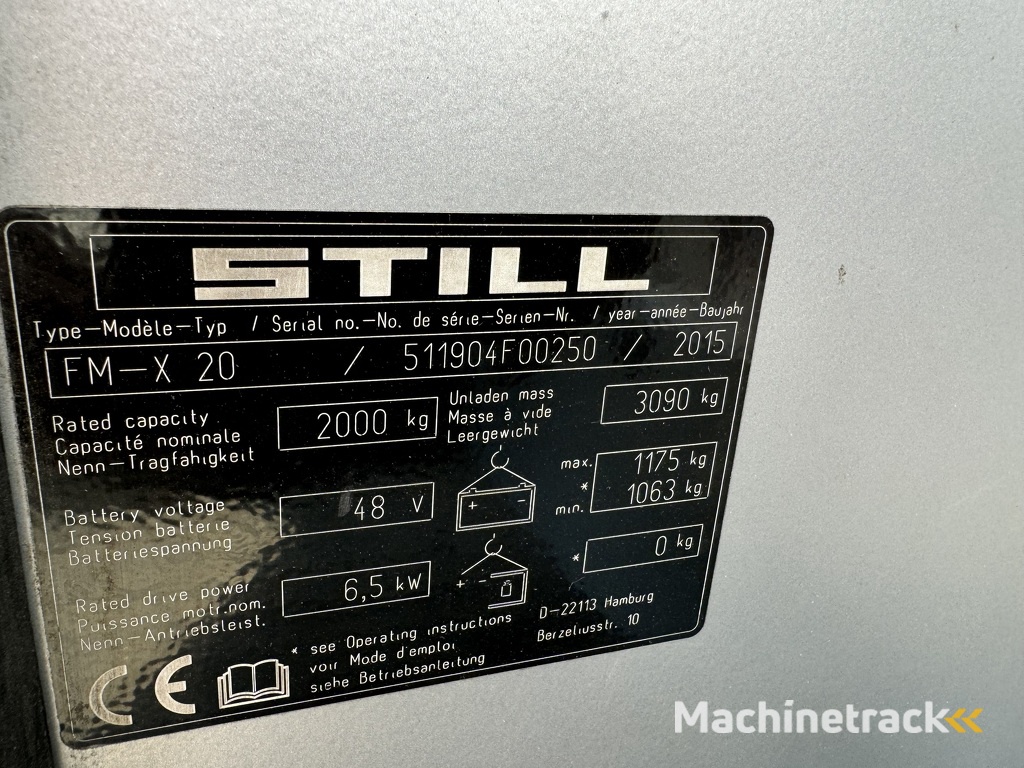 STILL
Type-Modèle-Typ / Serial no.-No. de série-Serien-Nr. / year-année-Baujahr
FM-X 20 / 511904F00250 / 2015
Rated capacity
Capacité nominale
Nenn-Tragfähigkeit
2000 kg
Unladen mass
Masse à vide
Leergewicht
3090 kg
Battery voltage
Tension batterie
Batteriespannung
48 V
+ -
max. 1175 kg
* 1063 kg
min.
Rated drive power
Puissance motr.nom.
Nenn-Antriebsleist.
6,5 kW
+ -
* 0 kg
CE
* see Operating instructions
voir Mode d'emploi
siehe Betriebsanleitung
D-22113 Hamburg
Berzeliusstr. 10
Machinetrack